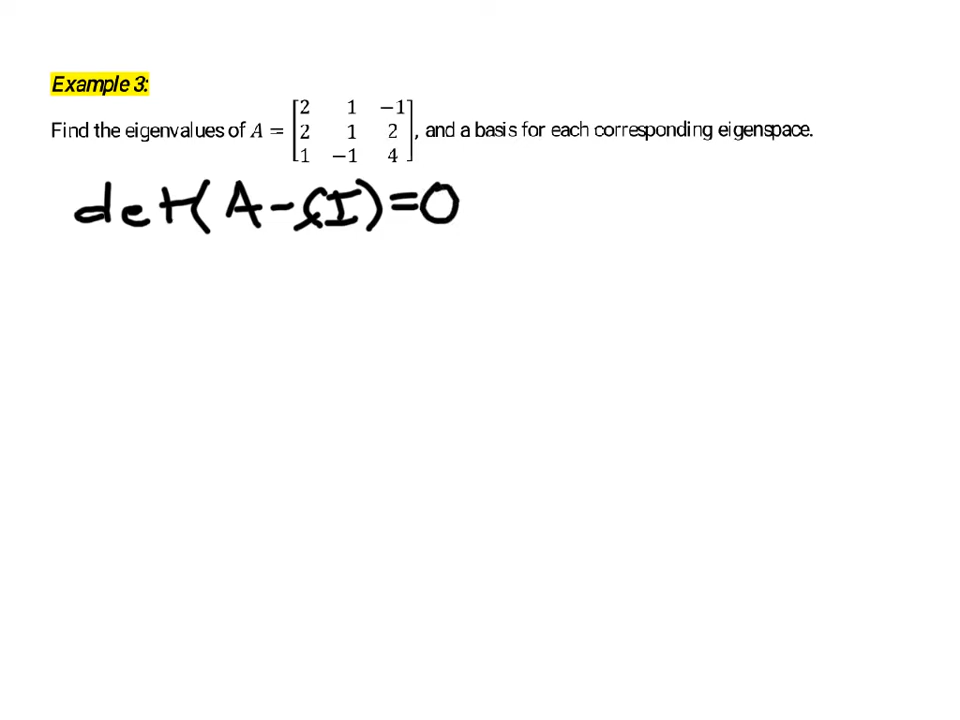 Example 3:
Find the eigenvalues of A = [2 1 −1; 2 1 2; 1 −1 4], and a basis for each corresponding eigenspace.
det(A-λI)=0